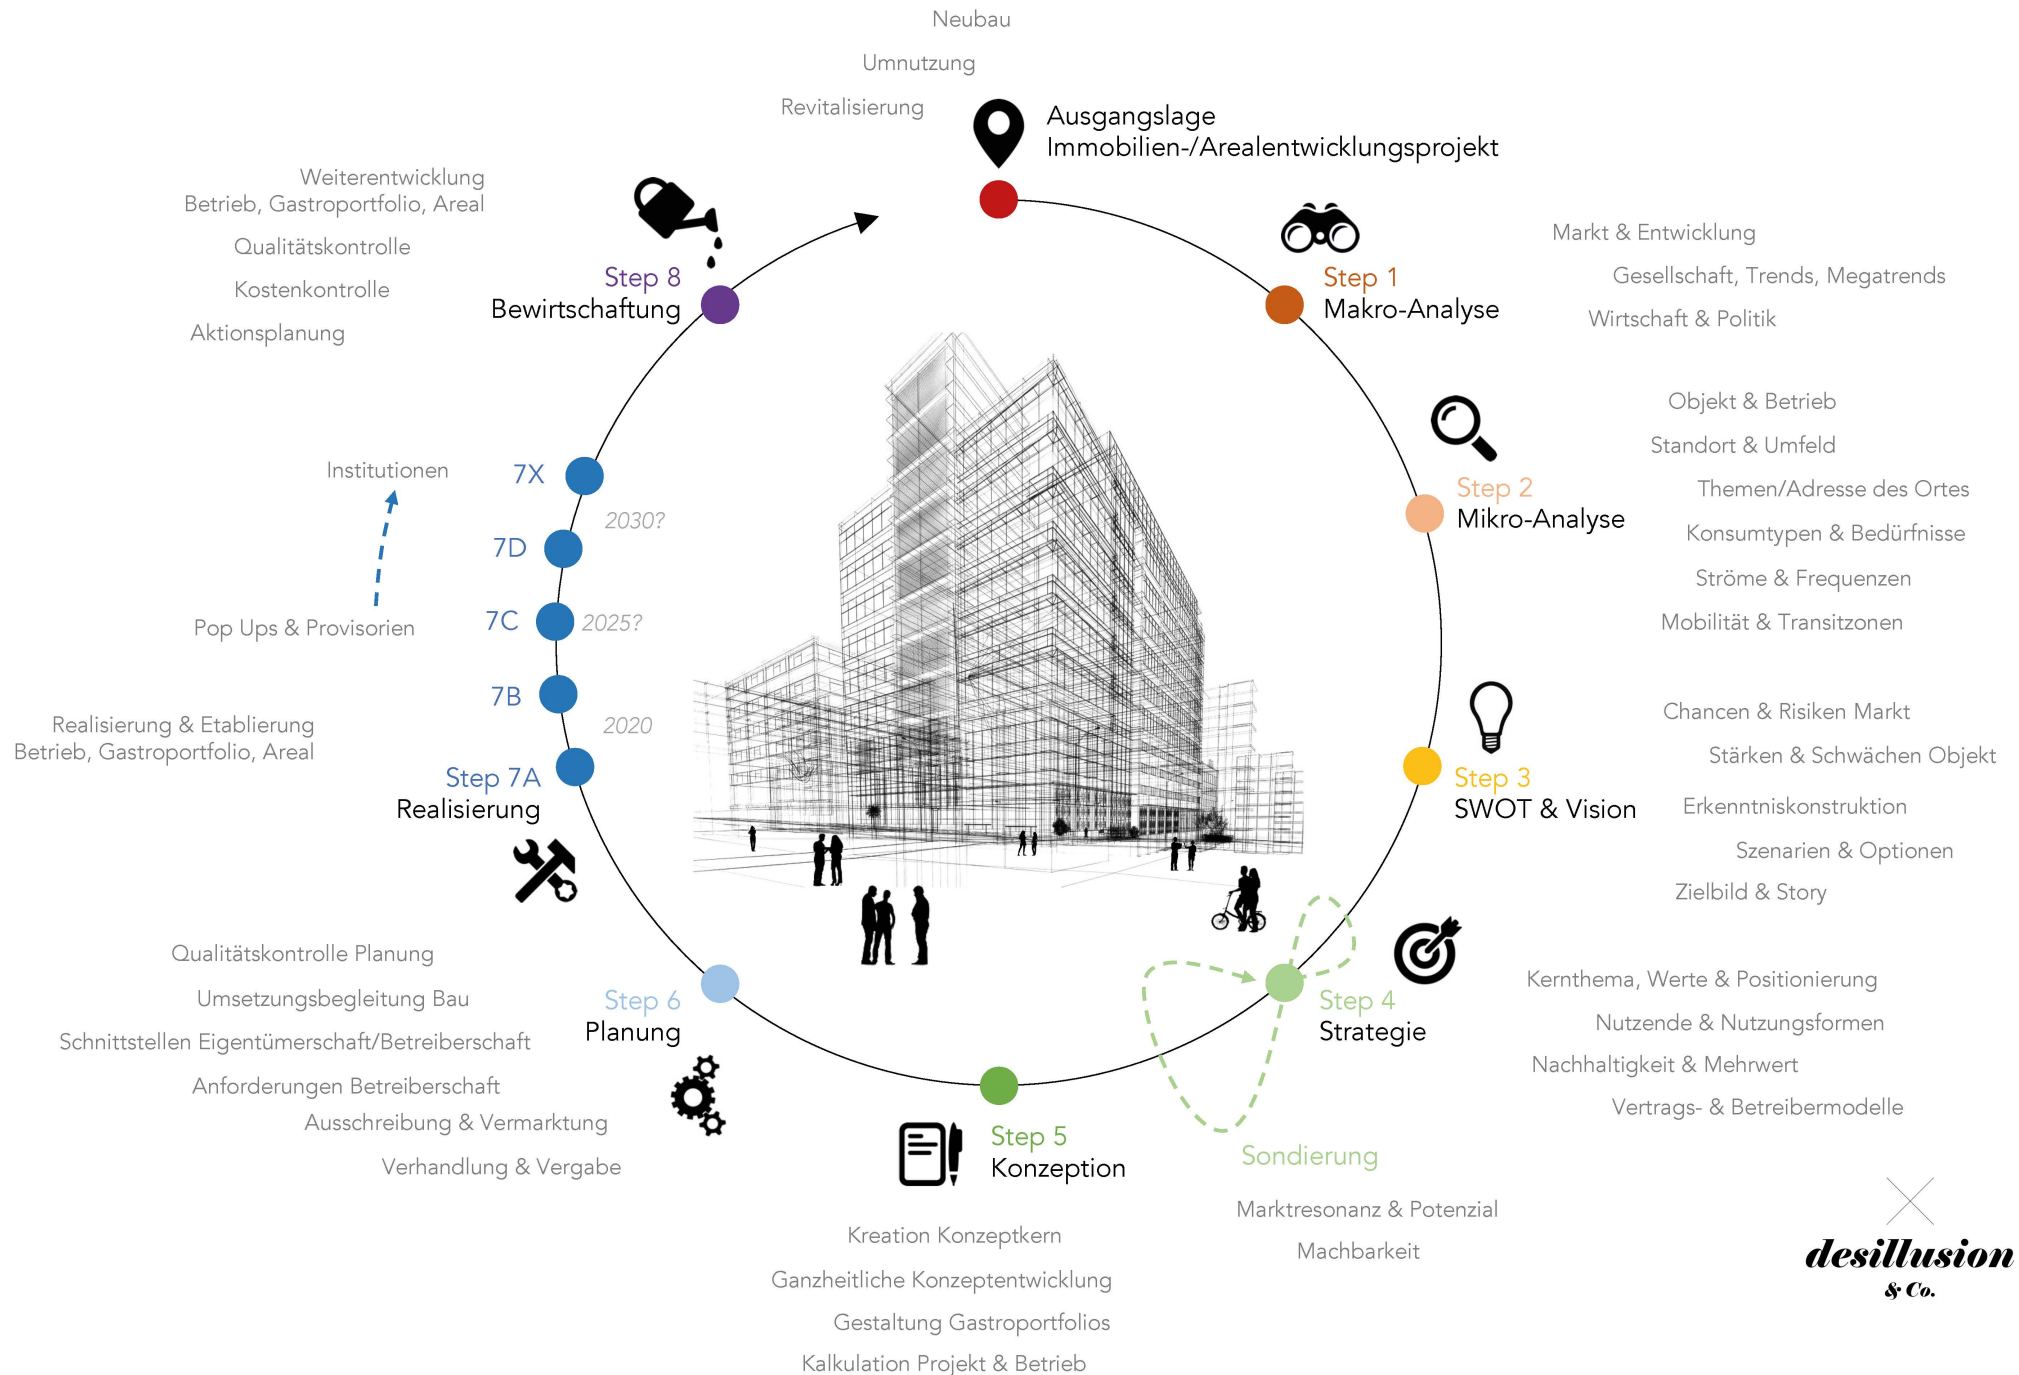 Neubau
Umnutzung
Revitalisierung
Ausgangslage
Immobilien-/Arealentwicklungsprojekt
Step 1
Makro-Analyse
Markt & Entwicklung
Gesellschaft, Trends, Megatrends
Wirtschaft & Politik
Step 2
Mikro-Analyse
Objekt & Betrieb
Standort & Umfeld
Themen/Adresse des Ortes
Konsumtypen & Bedürfnisse
Ströme & Frequenzen
Mobilität & Transitzonen
Step 3
SWOT & Vision
Chancen & Risiken Markt
Stärken & Schwächen Objekt
Erkenntniskonstruktion
Szenarien & Optionen
Zielbild & Story
Step 4
Strategie
Kernthema, Werte & Positionierung
Nutzende & Nutzungsformen
Nachhaltigkeit & Mehrwert
Vertrags- & Betreibermodelle
Sondierung
Marktresonanz & Potenzial
Machbarkeit
Step 5
Konzeption
Kreation Konzeptkern
Ganzheitliche Konzeptentwicklung
Gestaltung Gastroportfolios
Kalkulation Projekt & Betrieb
Step 6
Planung
Qualitätskontrolle Planung
Umsetzungsbegleitung Bau
Schnittstellen Eigentümerschaft/Betreiberschaft
Anforderungen Betreiberschaft
Ausschreibung & Vermarktung
Verhandlung & Vergabe
Step 7A
Realisierung
Realisierung & Etablierung
Betrieb, Gastroportfolio, Areal
2020
7B
7C
2025?
Pop Ups & Provisorien
7D
2030?
7X
Institutionen
Step 8
Bewirtschaftung
Weiterentwicklung
Betrieb, Gastroportfolio, Areal
Qualitätskontrolle
Kostenkontrolle
Aktionsplanung
desillusion
& Co.